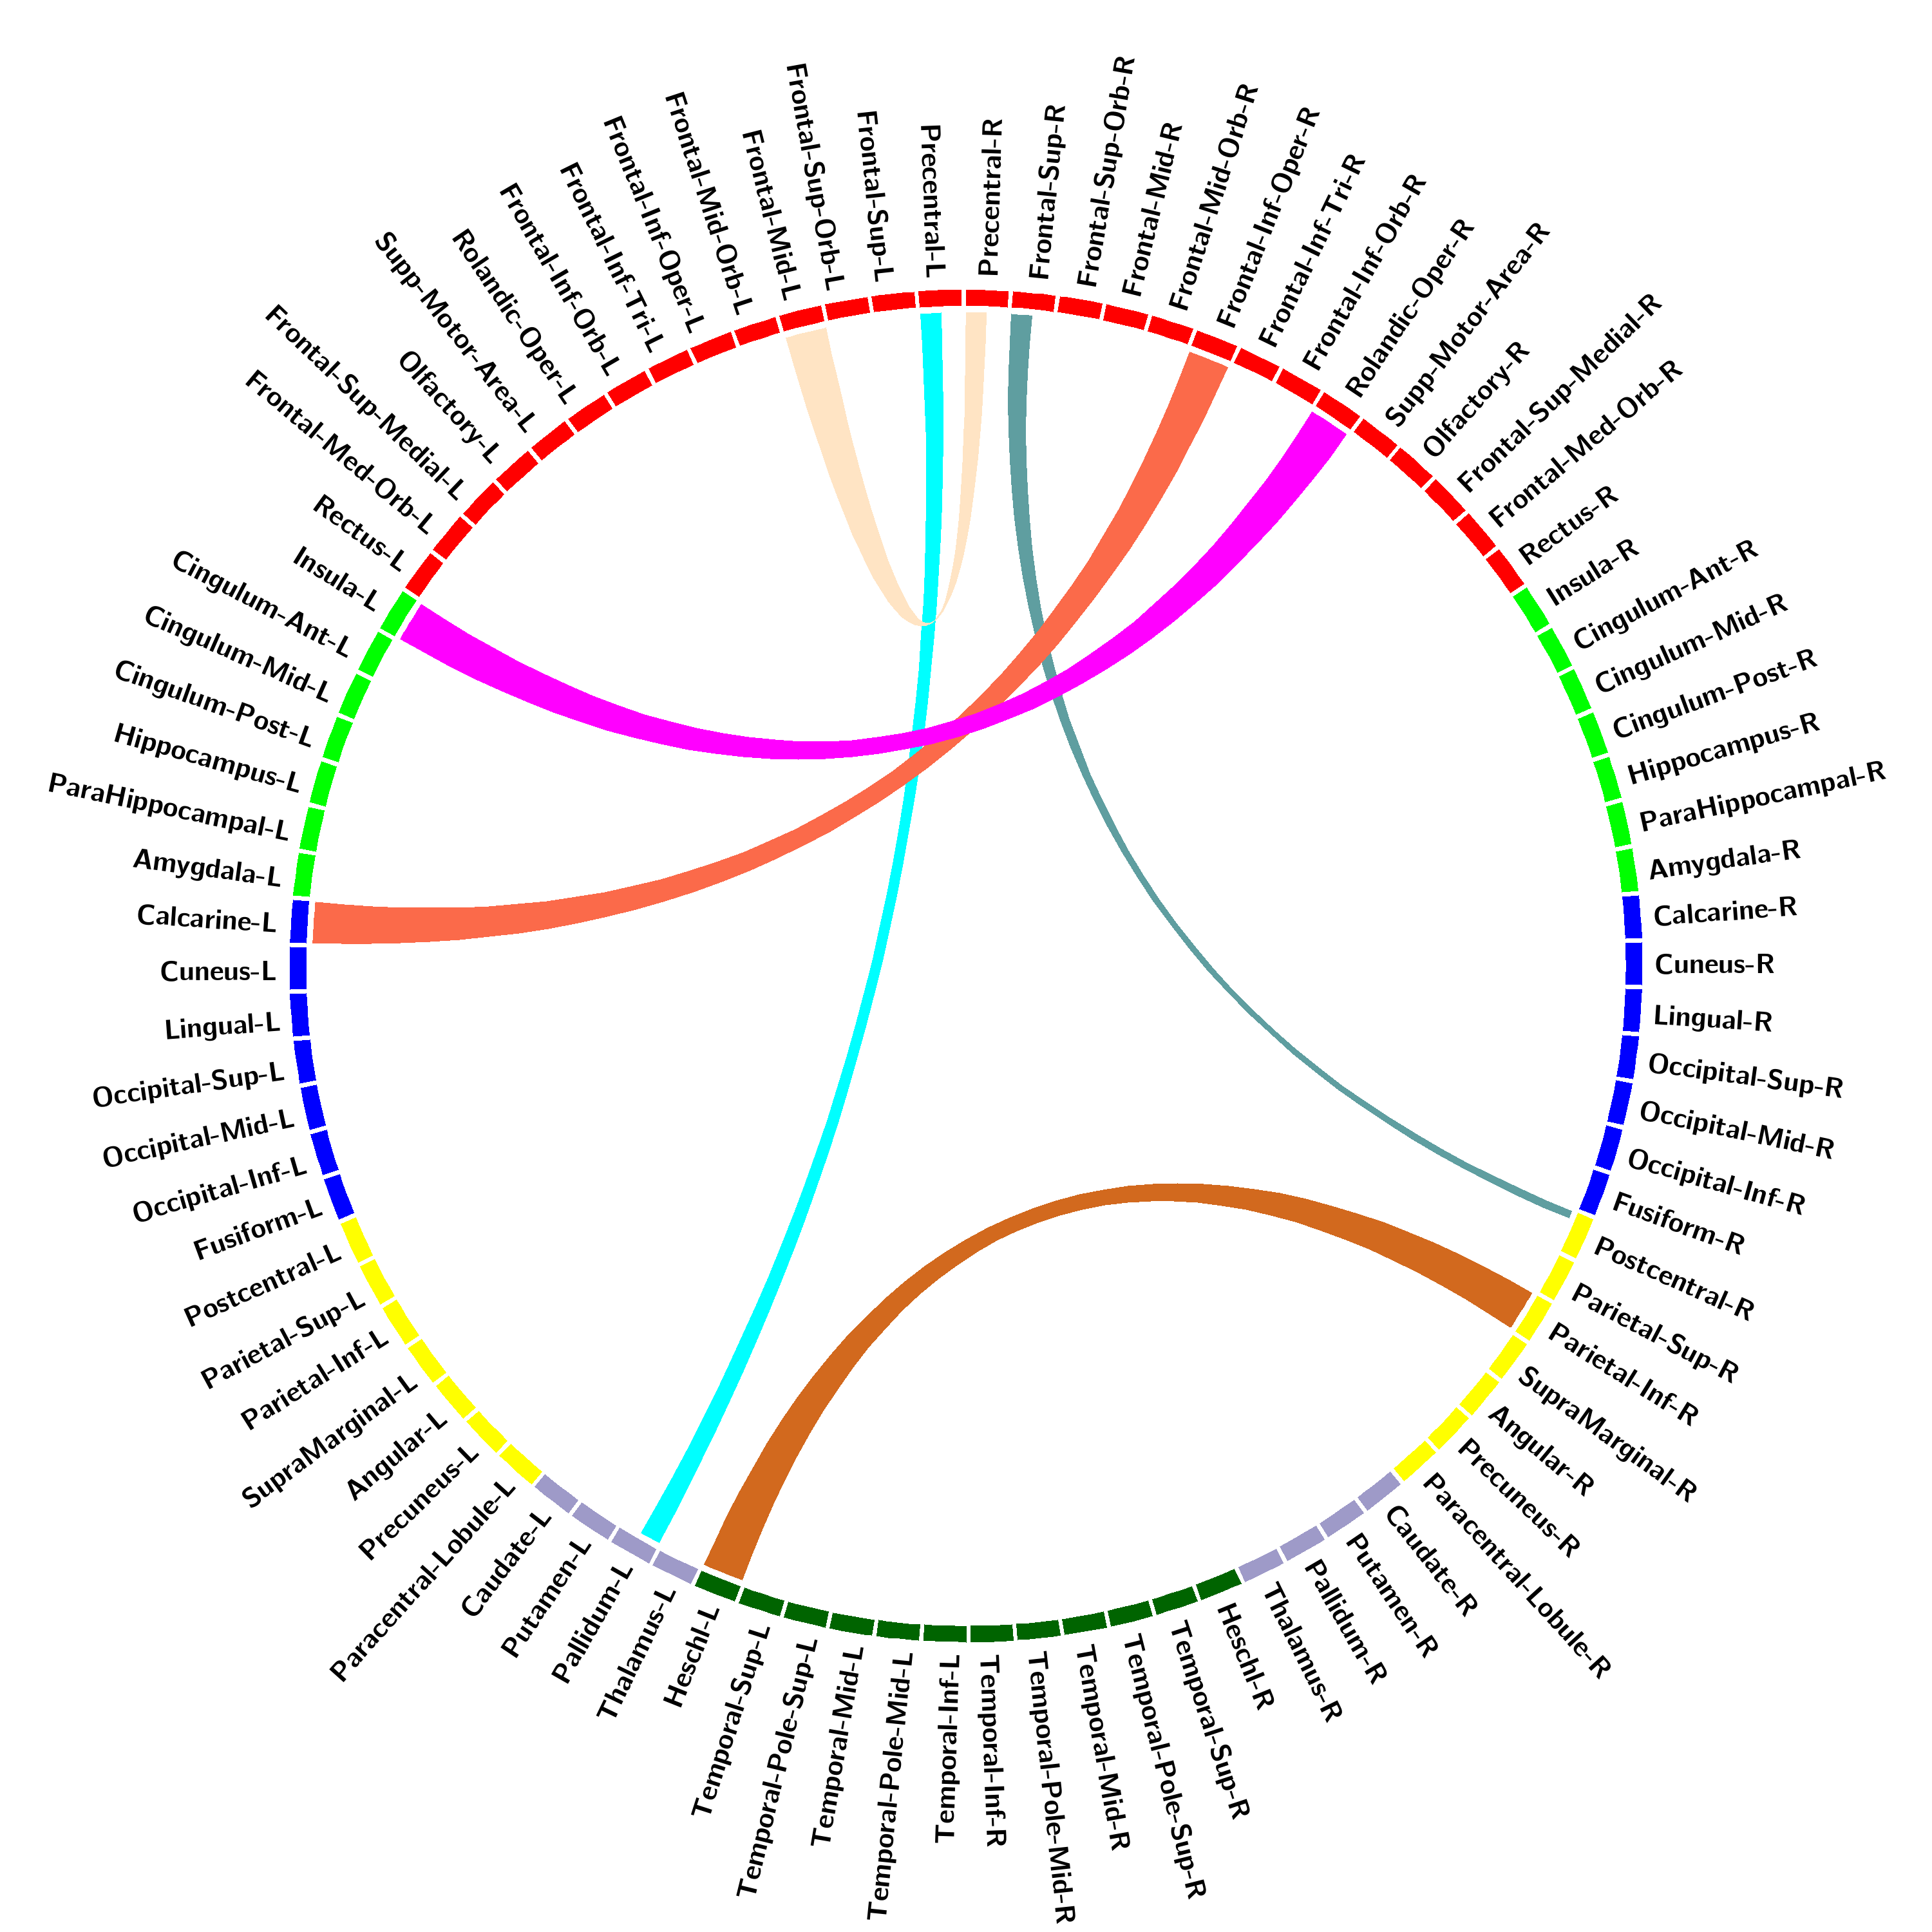 Precentral-R
Frontal-Sup-R
Frontal-Sup-Orb-R
Frontal-Mid-R
Frontal-Mid-Orb-R
Frontal-Inf-Oper-R
Frontal-Inf-Tri-R
Frontal-Inf-Orb-R
Rolandic-Oper-R
Supp-Motor-Area-R
Olfactory-R
Frontal-Sup-Medial-R
Frontal-Med-Orb-R
Rectus-R
Insula-R
Cingulum-Ant-R
Cingulum-Mid-R
Cingulum-Post-R
Hippocampus-R
ParaHippocampal-R
Amygdala-R
Calcarine-R
Cuneus-R
Lingual-R
Occipital-Sup-R
Occipital-Mid-R
Occipital-Inf-R
Fusiform-R
Postcentral-R
Parietal-Sup-R
Parietal-Inf-R
SupraMarginal-R
Angular-R
Precuneus-R
Paracentral-Lobule-R
Caudate-R
Putamen-R
Pallidum-R
Thalamus-R
Heschl-R
Temporal-Sup-R
Temporal-Pole-Sup-R
Temporal-Mid-R
Temporal-Pole-Mid-R
Temporal-Inf-R
Temporal-Inf-L
Temporal-Pole-Mid-L
Temporal-Mid-L
Temporal-Pole-Sup-L
Temporal-Sup-L
Heschl-L
Thalamus-L
Pallidum-L
Putamen-L
Caudate-L
Paracentral-Lobule-L
Precuneus-L
Angular-L
SupraMarginal-L
Parietal-Inf-L
Parietal-Sup-L
Postcentral-L
Fusiform-L
Occipital-Inf-L
Occipital-Mid-L
Occipital-Sup-L
Lingual-L
Cuneus-L
Calcarine-L
Amygdala-L
ParaHippocampal-L
Hippocampus-L
Cingulum-Post-L
Cingulum-Mid-L
Cingulum-Ant-L
Insula-L
Rectus-L
Frontal-Med-Orb-L
Frontal-Sup-Medial-L
Olfactory-L
Supp-Motor-Area-L
Rolandic-Oper-L
Frontal-Inf-Orb-L
Frontal-Inf-Tri-L
Frontal-Inf-Oper-L
Frontal-Mid-Orb-L
Frontal-Mid-L
Frontal-Sup-Orb-L
Frontal-Sup-L
Precentral-L